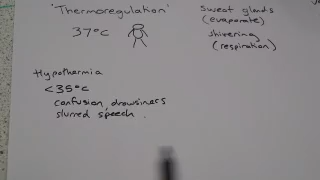 'Thermoregulation'
37°C
Sweat glands
(evaporate)
shivering
(respiration)
Hypothermia
<35°C
confusion, drowsiness
slurred speech.